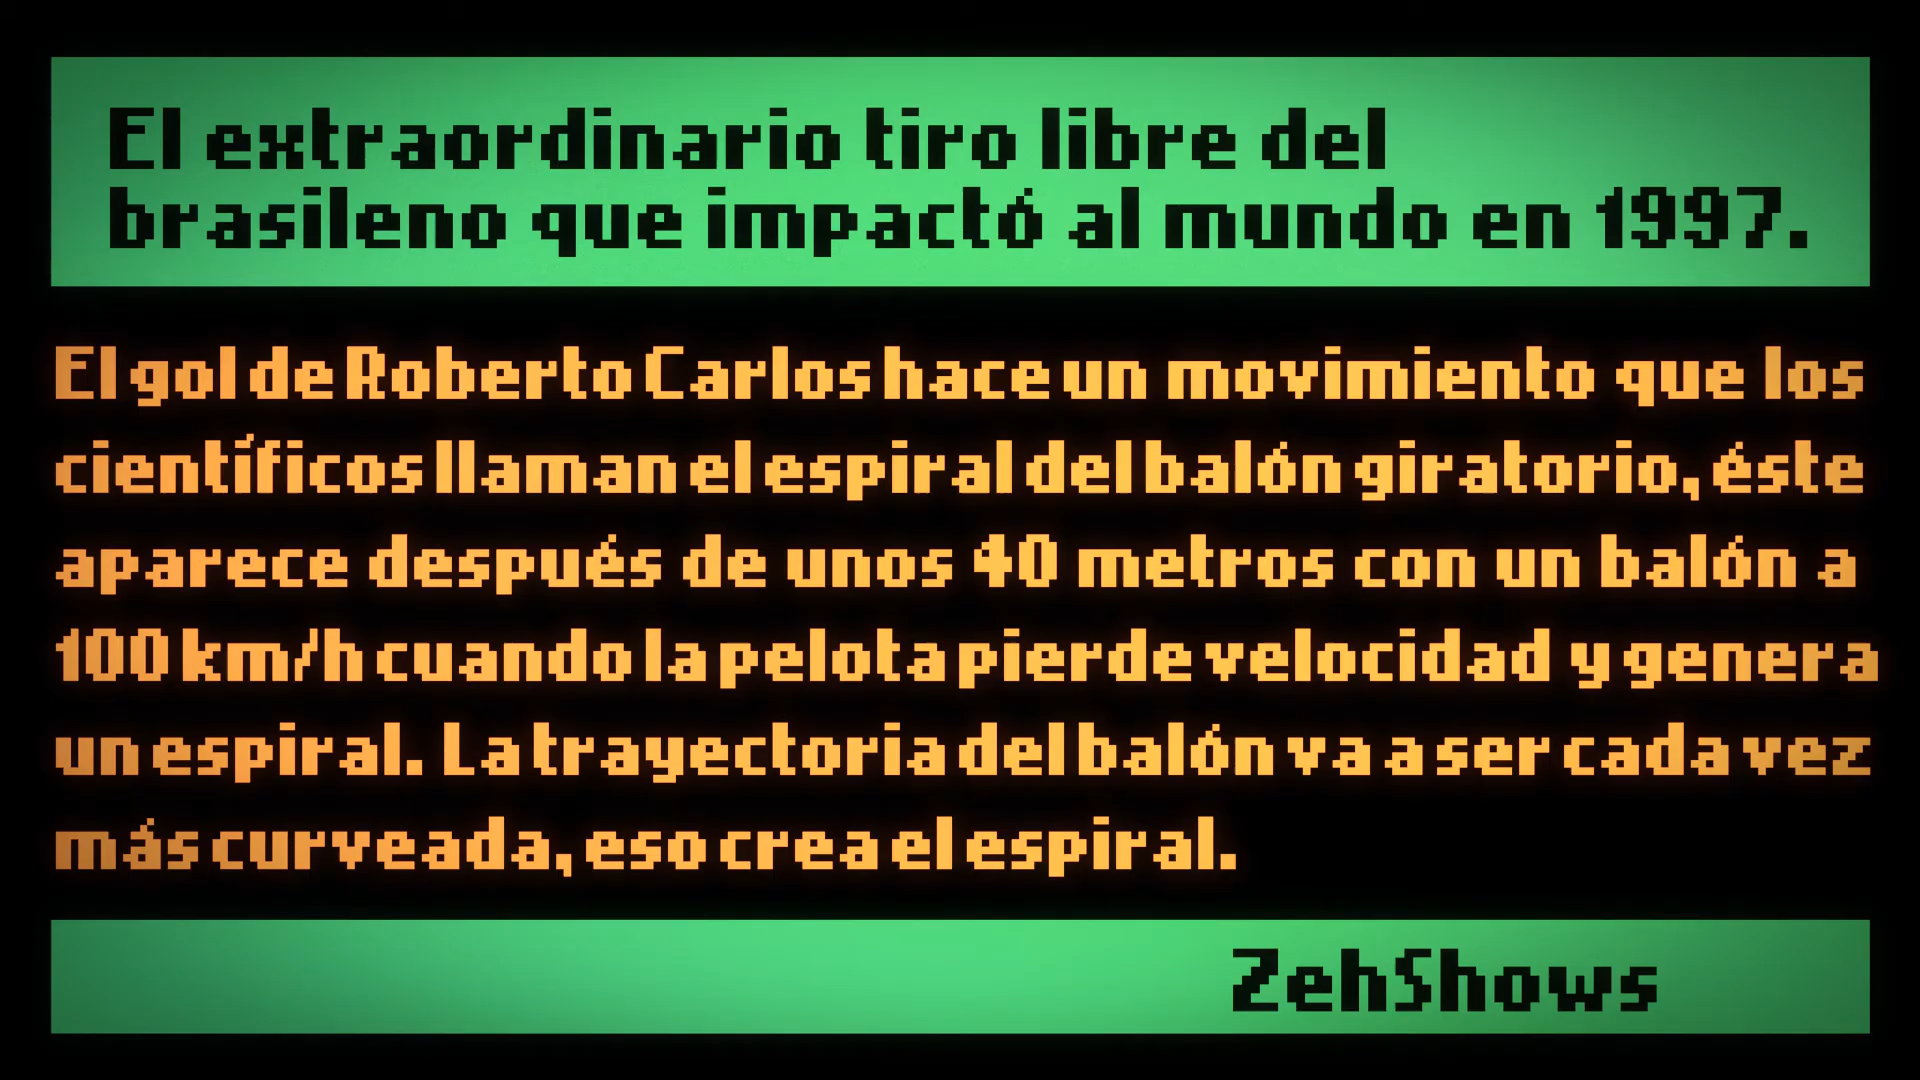 El extraordinario tiro libre del
brasileno que impactó al mundo en 1997.
El gol de Roberto Carlos hace un movimiento que los
científicos llaman el espiral del balón giratorio, éste
aparece después de unos 40 metros con un balón a
100 km/h cuando la pelota pierde velocidad y genera
un espiral. La trayectoria del balón va a ser cada vez
más curveada, eso crea el espiral.
ZehShows